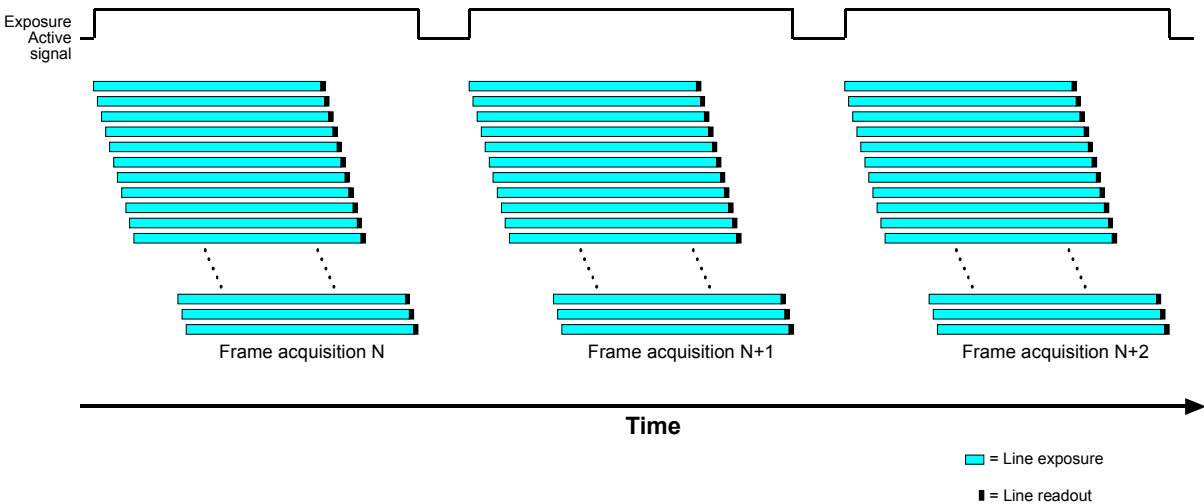 Exposure
Active
signal
Frame acquisition N
Frame acquisition N+1
Frame acquisition N+2
Time
= Line exposure
= Line readout